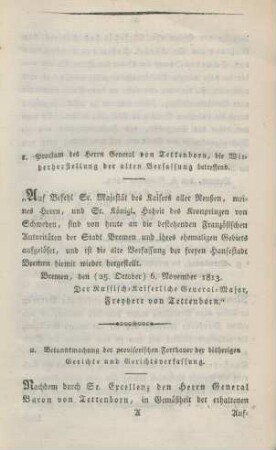 1. Proclam des Herrn General von Tettenborn, die Wie-
derherstellung der alten Verfassung betreffend.
„Auf Befehl Se. Majestät des Kaisers aller Reußen, mei-
nes Herrn, und Sr. Königl. Hoheit des Kronprinzen von
Schweden, sind von heute an die bestehenden Französischen
Autoritäten der Stadt Bremen und ihres ehemaligen Gebiets
aufgelöset, und ist die alte Verfassung der freyen Hansestadt
Bremen hiemit wieder hergestellt.
Bremen, den (25. October) 6. November 1813.
Der Russisch-Kaiserliche General-Major,
Freyherr von Tettenborn.“
2. Bekanntmachung der provisorischen Fortdauer der bisherigen
Gerichte und Gerichtsverfassung.
Nachdem durch Se. Excellenz den Herrn General
Baron von Tettenborn, in Gemäßheit der erhaltenen
A Auf-